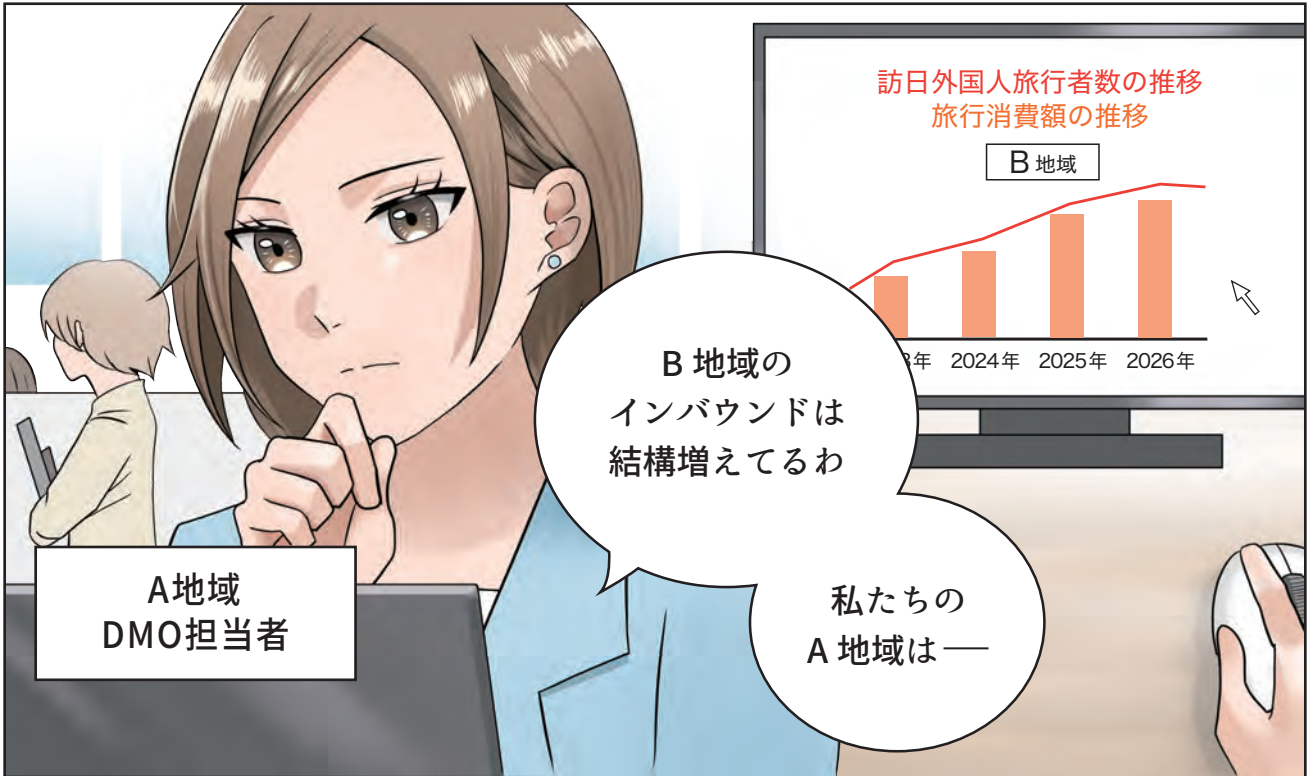 訪日外国人旅行者数の推移
旅行消費額の推移
B 地域
年 2024年 2025年 2026年
B 地域の
インバウンドは
結構増えてるわ
私たちの
A 地域は──
A地域
DMO担当者